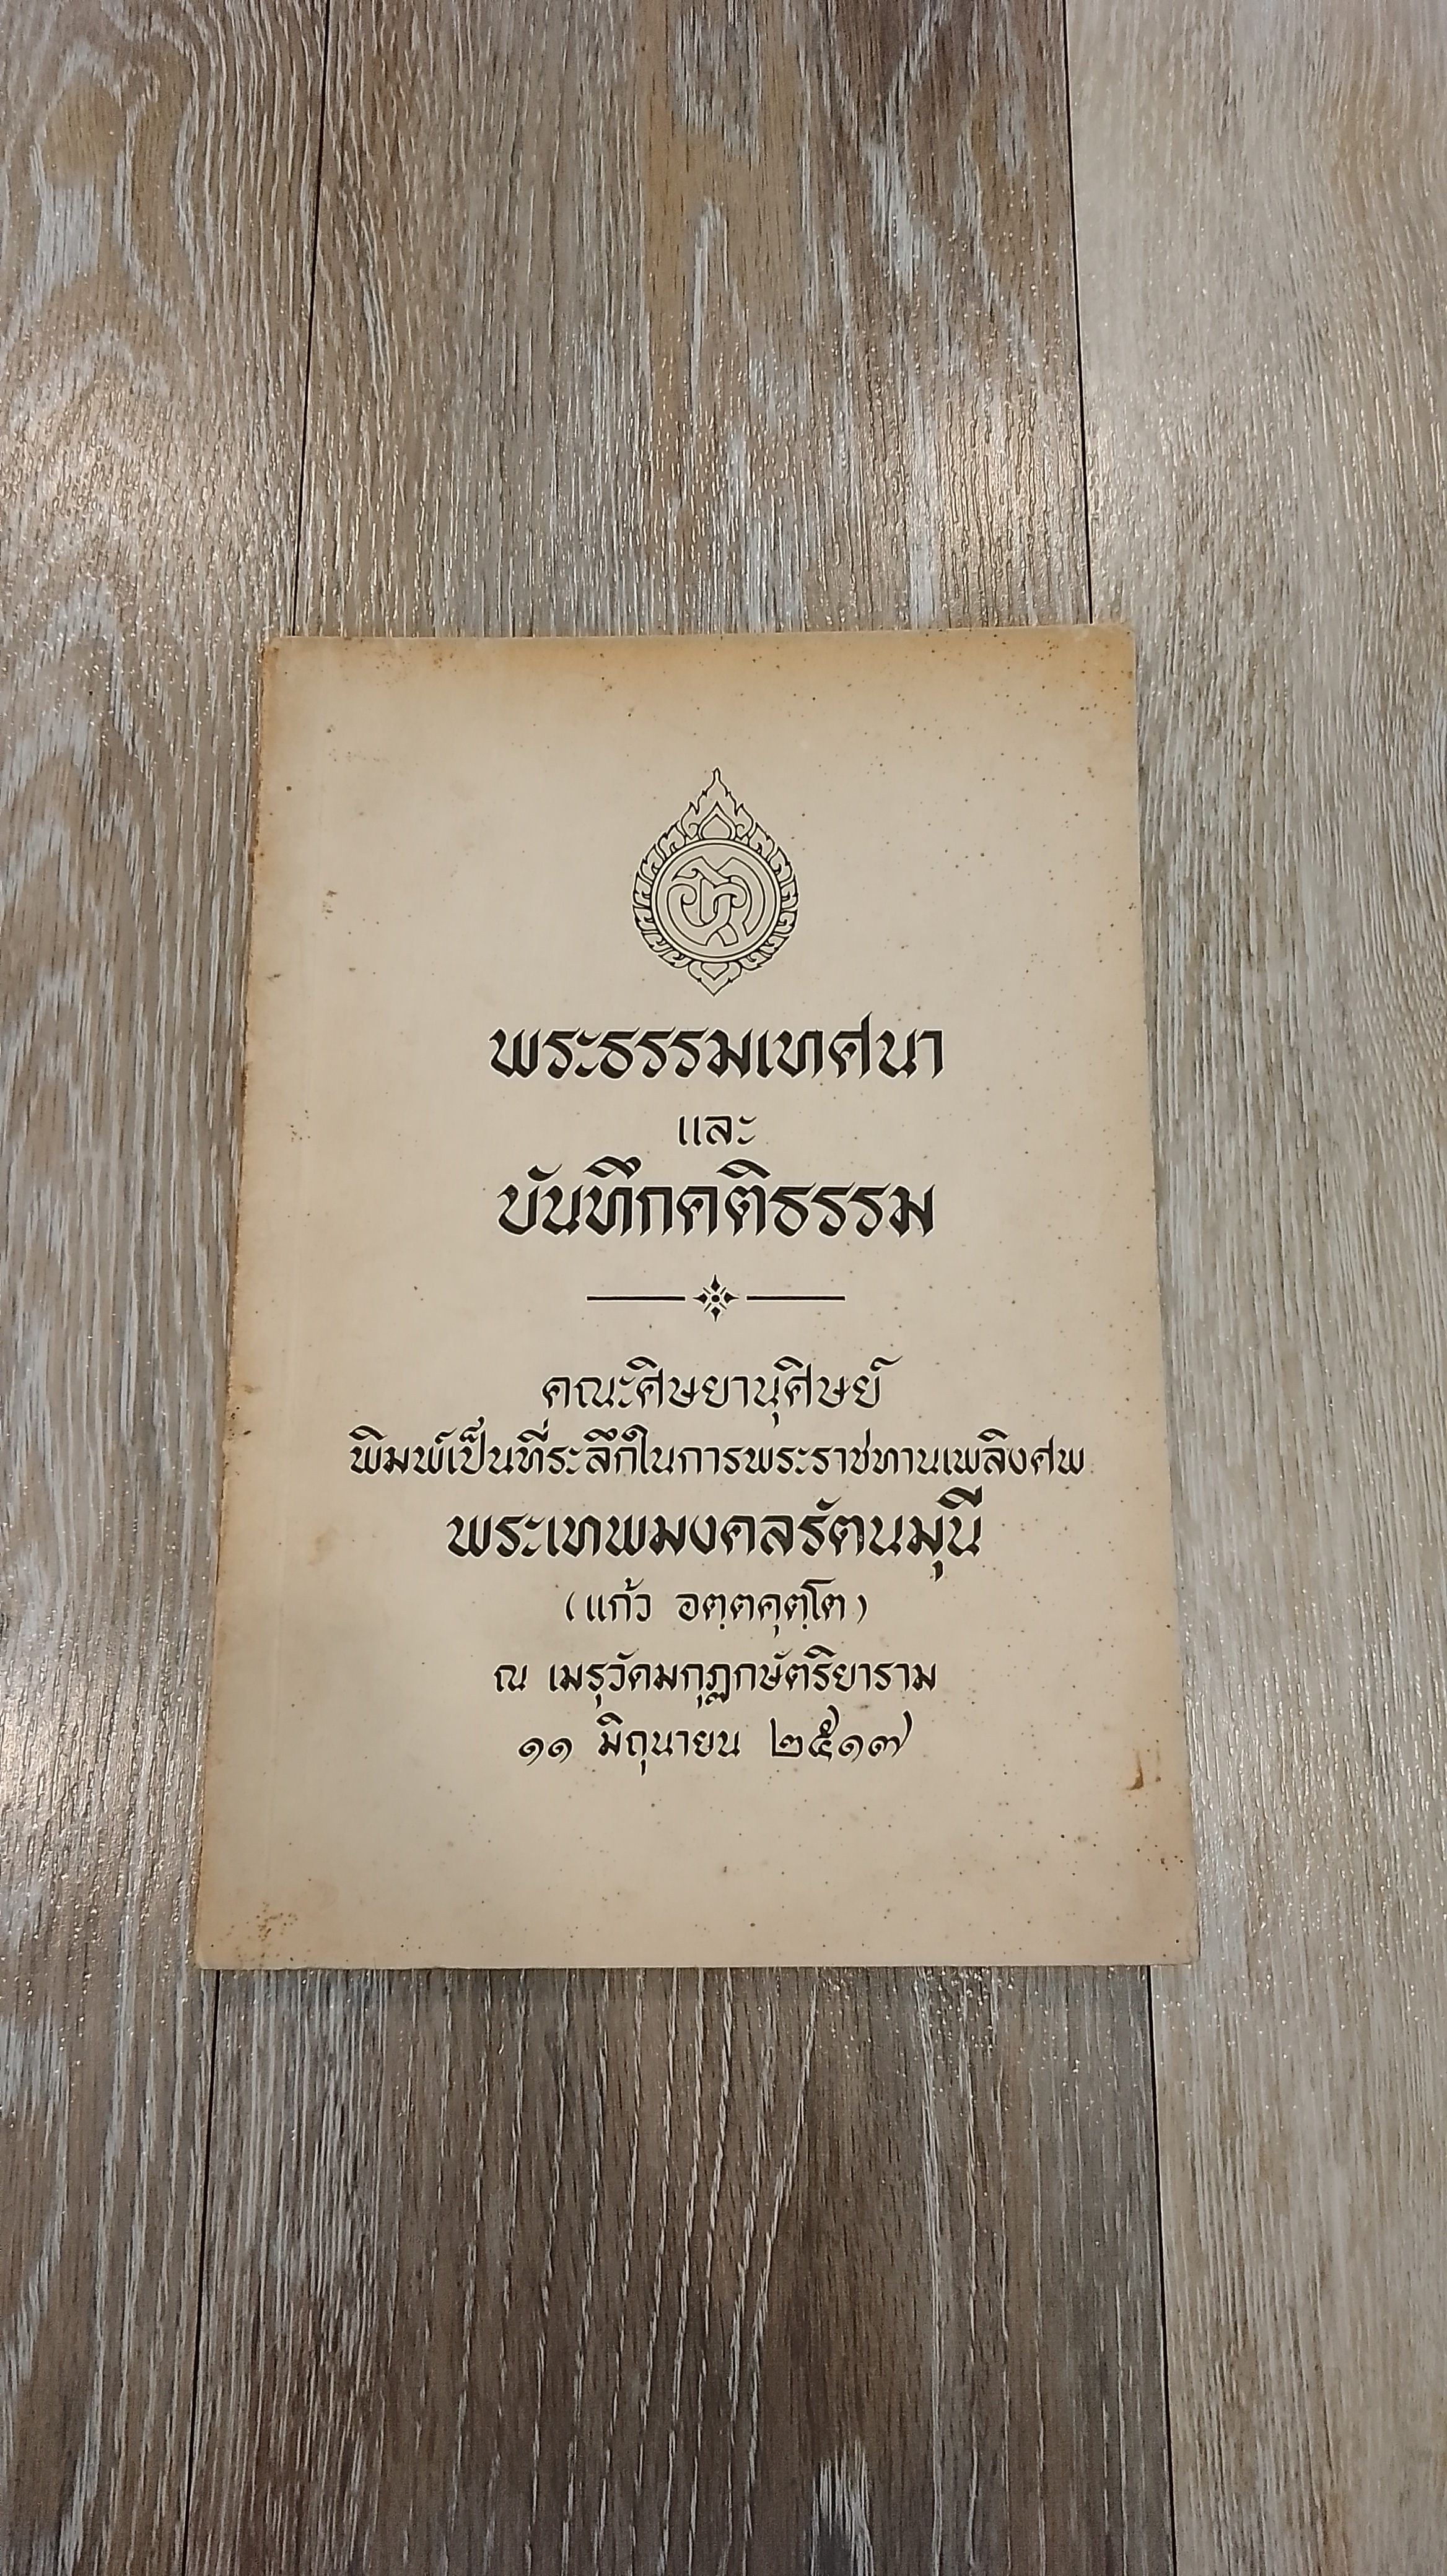 พระธรรมเทศนา
และ
บันทึกคติธรรม
คณะศิษยานุศิษย์
พิมพ์เป็นที่ระลึกในการพระราชทานเพลิงศพ
พระเทพมงคลรัตนมุนี
(แก้ว อตฺตคุตฺโต)
ณ เมรุวัดมกุฏกษัตริยาราม
๑๑ มิถุนายน ๒๕๑๗